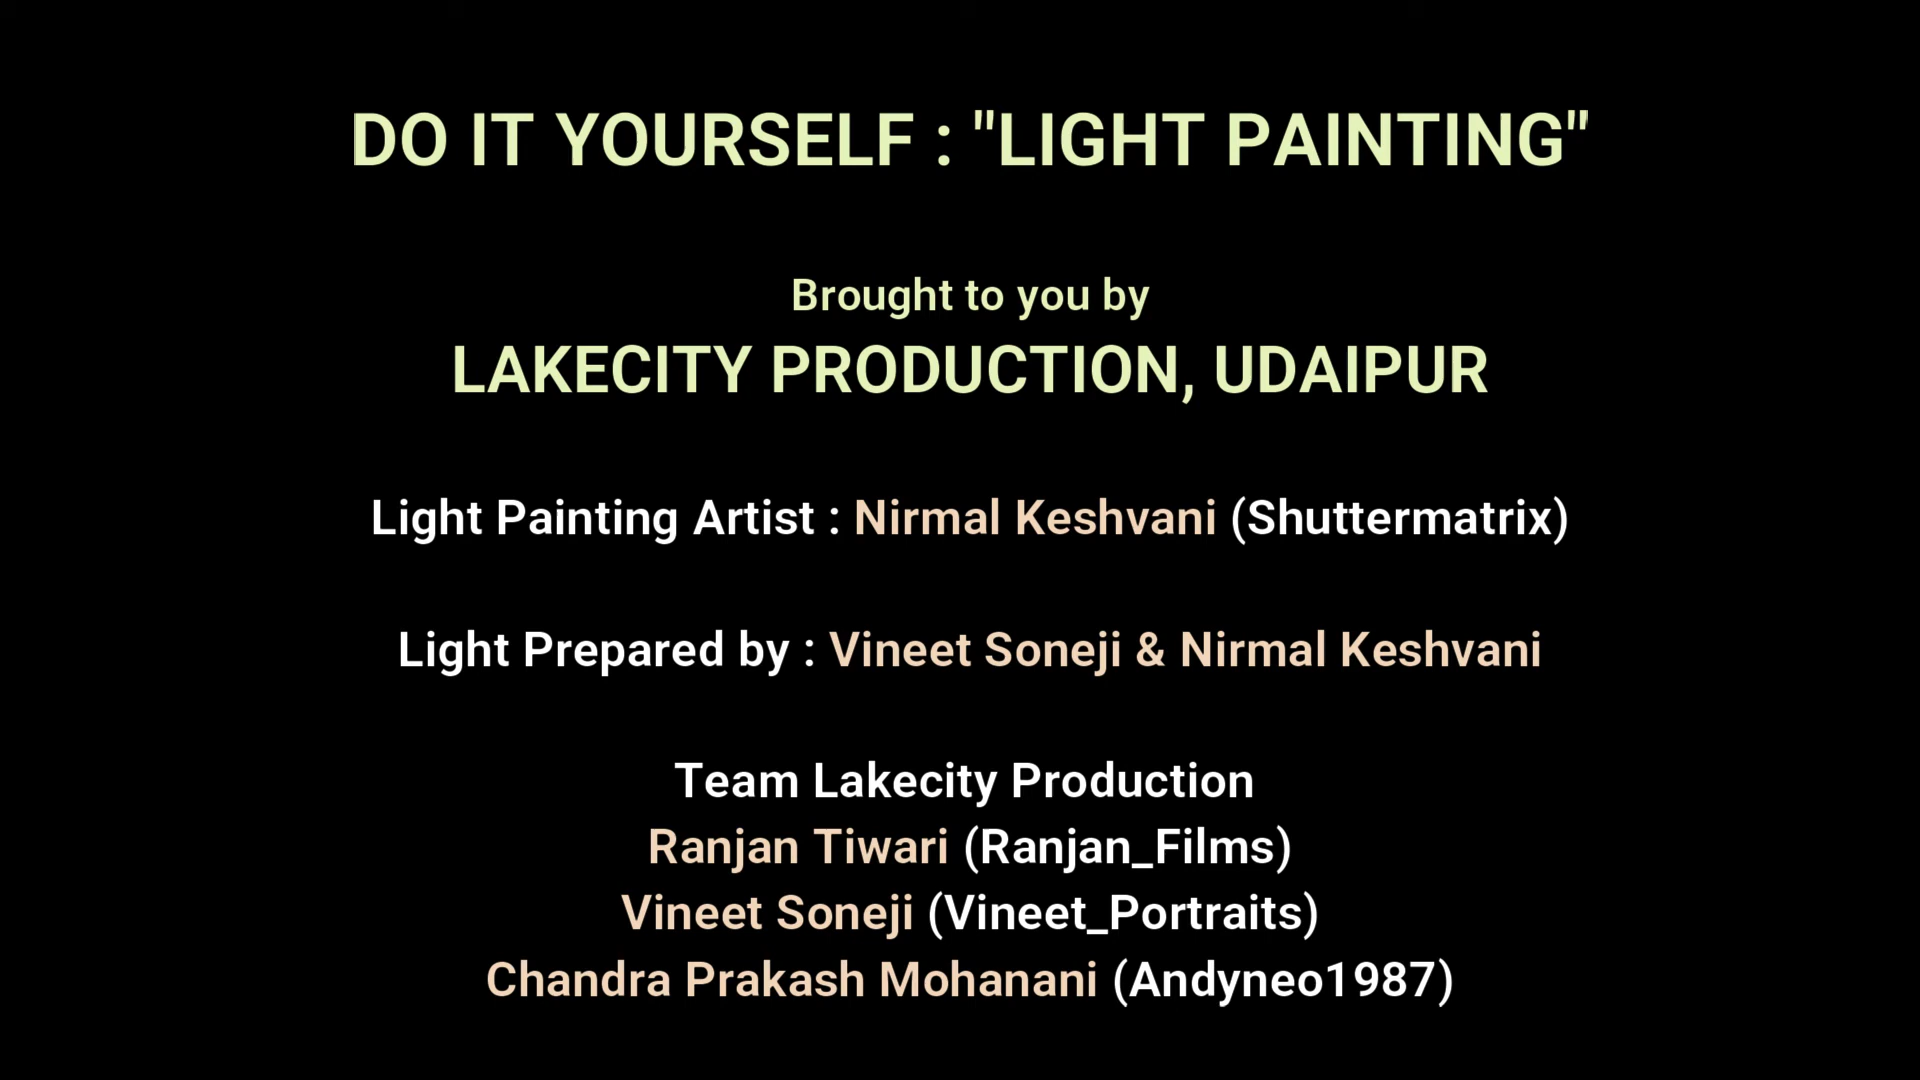 DO IT YOURSELF : "LIGHT PAINTING"
Brought to you by
LAKECITY PRODUCTION, UDAIPUR
Light Painting Artist : Nirmal Keshvani (Shuttermatrix)
Light Prepared by : Vineet Soneji & Nirmal Keshvani
Team Lakecity Production
Ranjan Tiwari (Ranjan_Films)
Vineet Soneji (Vineet_Portraits)
Chandra Prakash Mohanani (Andyneo1987)